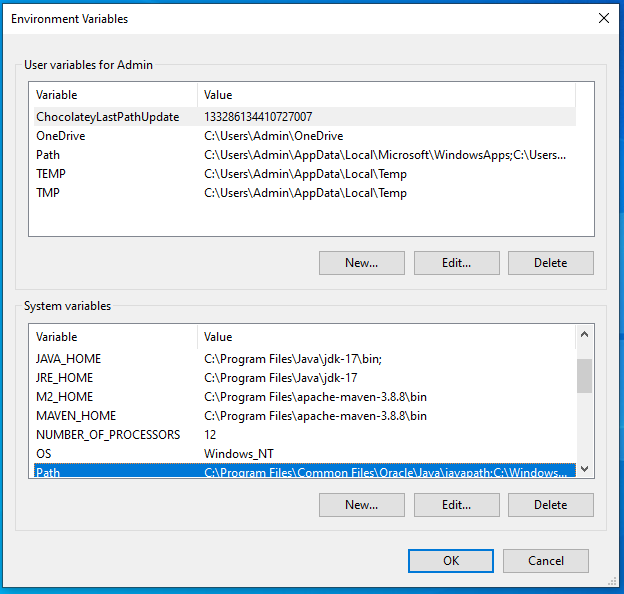 Environment Variables
User variables for Admin
Variable Value
ChocolateyLastPathUpdate 133286134410727007
OneDrive C:\Users\Admin\OneDrive
Path C:\Users\Admin\AppData\Local\Microsoft\WindowsApps;C:\Users...
TEMP C:\Users\Admin\AppData\Local\Temp
TMP C:\Users\Admin\AppData\Local\Temp
New... Edit... Delete
System variables
Variable Value
JAVA_HOME C:\Program Files\Java\jdk-17\bin;
JRE_HOME C:\Program Files\Java\jdk-17
M2_HOME C:\Program Files\apache-maven-3.8.8\bin
MAVEN_HOME C:\Program Files\apache-maven-3.8.8\bin
NUMBER_OF_PROCESSORS 12
OS Windows_NT
Path C:\Program Files\Common Files\Oracle\Java\javapath;C:\Windows...
New... Edit... Delete
OK Cancel